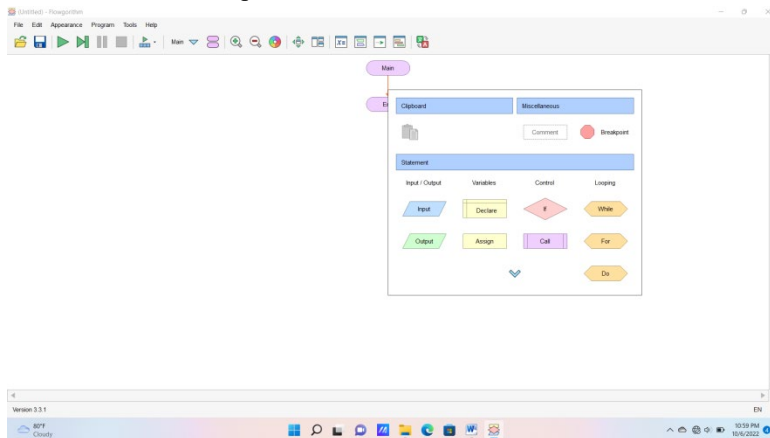 (Untitled) - Flowgorithm
File Edit Appearance Program Tools Help
Main
Main
Clipboard Miscellaneous
Comment Breakpoint
Statement
Input / Output Variables Control Looping
Input Declare If While
Output Assign Call For
Do
Version 3.3.1 EN
80°F
Cloudy
10:59 PM
10/6/2022